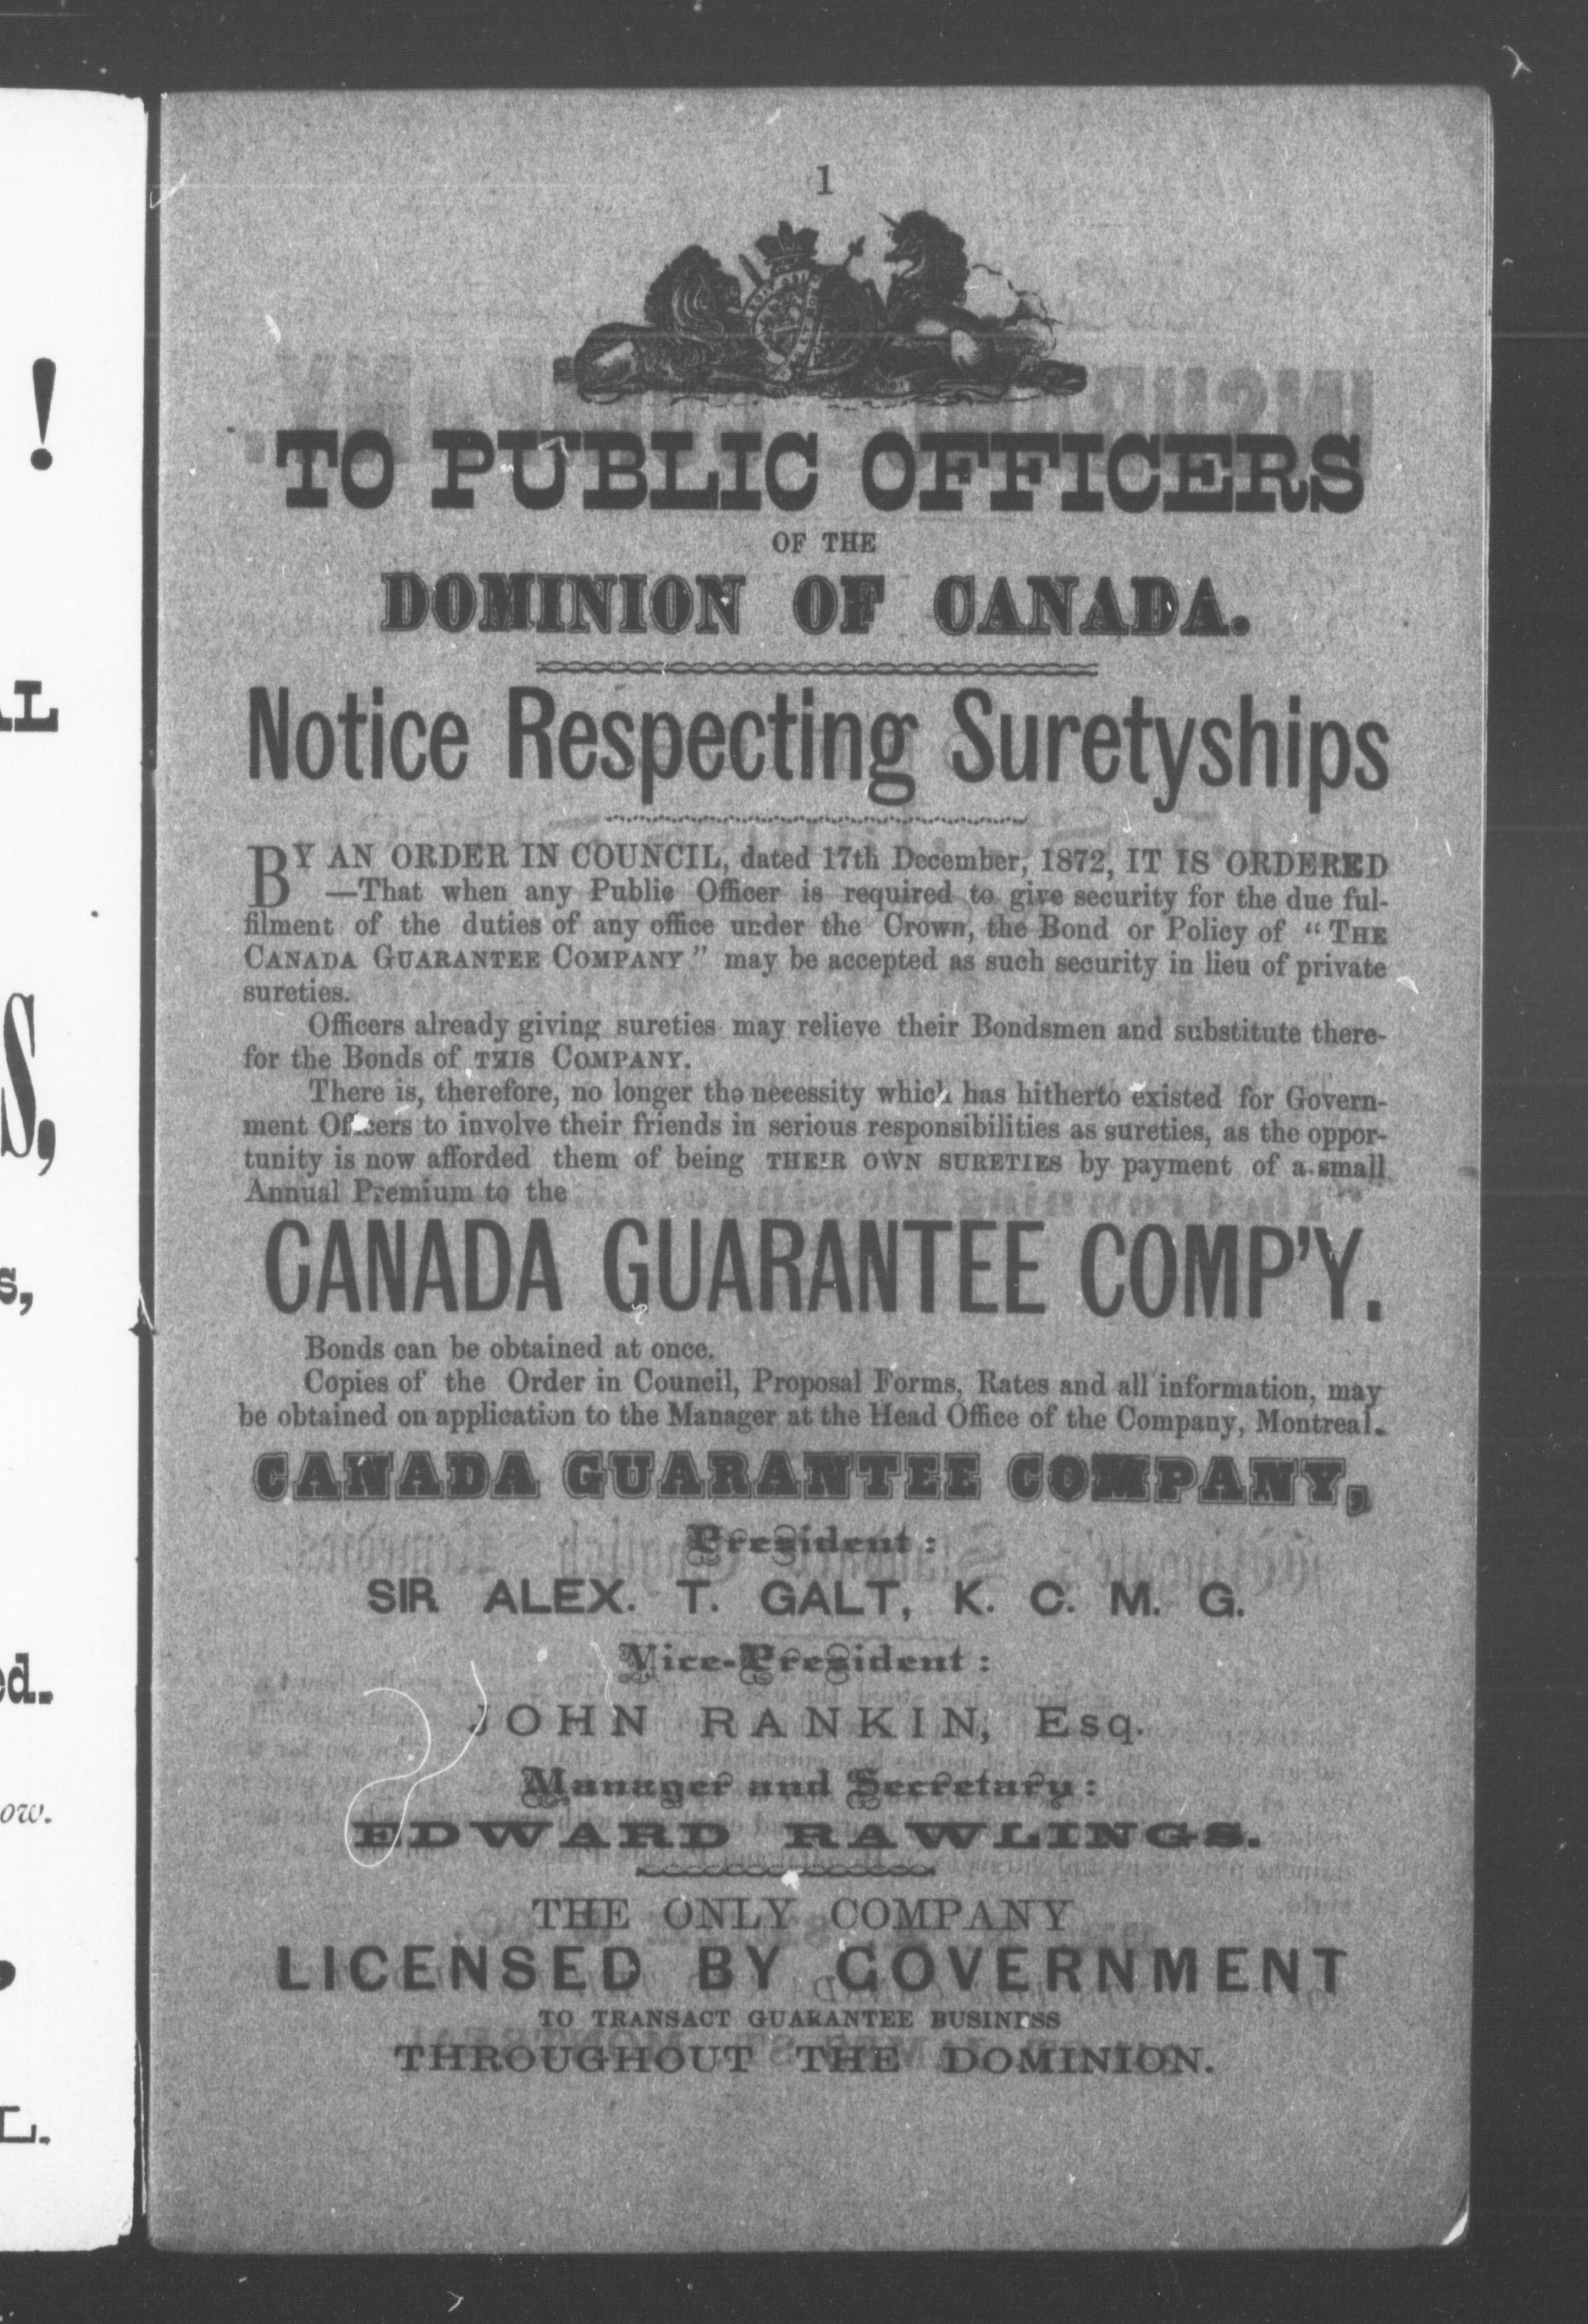 !
AL
S,
s,
ed.
ow.
L.
1
TO PUBLIC OFFICERS
OF THE
DOMINION OF CANADA.
Notice Respecting Suretyships
BY AN ORDER IN COUNCIL, dated 17th December, 1872, IT IS ORDERED
—That when any Public Officer is required to give security for the due ful-
filment of the duties of any office under the Crown, the Bond or Policy of "THE
CANADA GUARANTEE COMPANY" may be accepted as such security in lieu of private
sureties.
Officers already giving sureties may relieve their Bondsmen and substitute there-
for the Bonds of THIS COMPANY.
There is, therefore, no longer the necessity which has hitherto existed for Govern-
ment Officers to involve their friends in serious responsibilities as sureties, as the oppor-
tunity is now afforded them of being THEIR OWN SURETIES by payment of a small
Annual Premium to the
CANADA GUARANTEE COMP'Y.
Bonds can be obtained at once.
Copies of the Order in Council, Proposal Forms, Rates and all information, may
be obtained on application to the Manager at the Head Office of the Company, Montreal.
CANADA GUARANTEE COMPANY,
President:
SIR ALEX. T. GALT, K. C. M. G.
Vice-President:
JOHN RANKIN, Esq.
Manager and Secretary:
EDWARD RAWLINGS.
THE ONLY COMPANY
LICENSED BY GOVERNMENT
TO TRANSACT GUARANTEE BUSINESS
THROUGHOUT THE DOMINION.